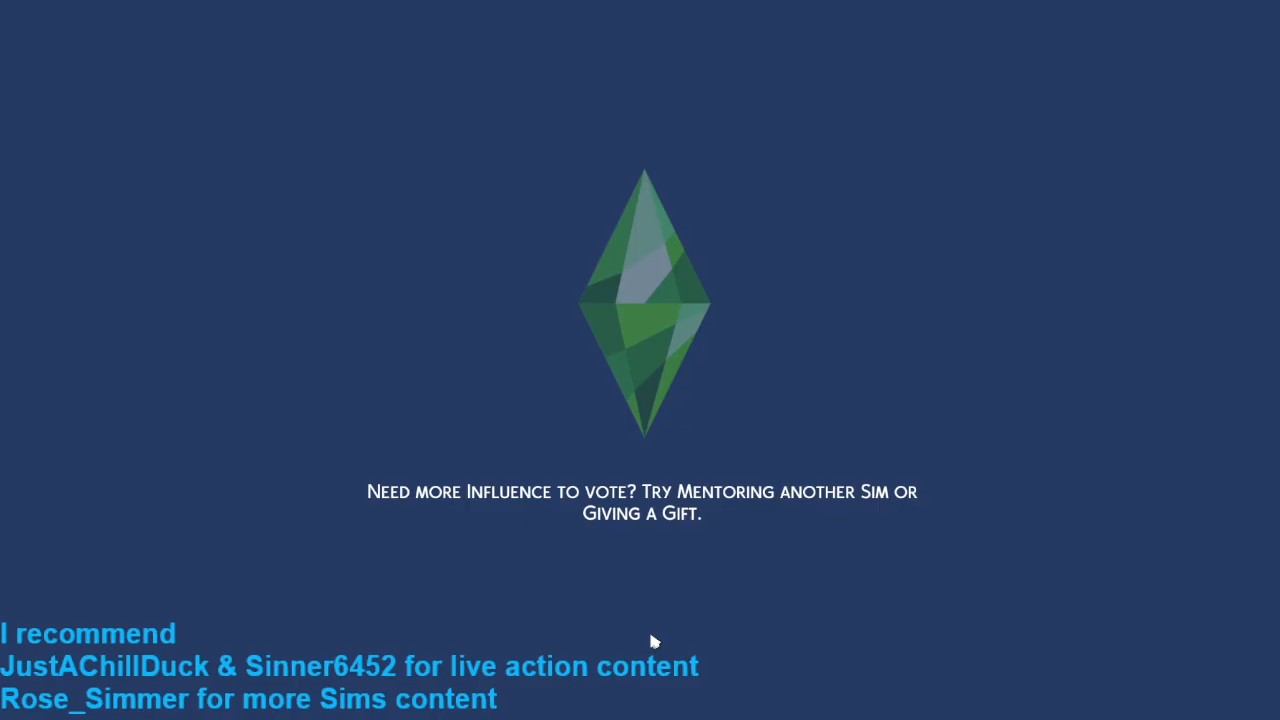 Need more Influence to vote? Try Mentoring another Sim or
Giving a Gift.
I recommend
JustAChillDuck & Sinner6452 for live action content
Rose_Simmer for more Sims content